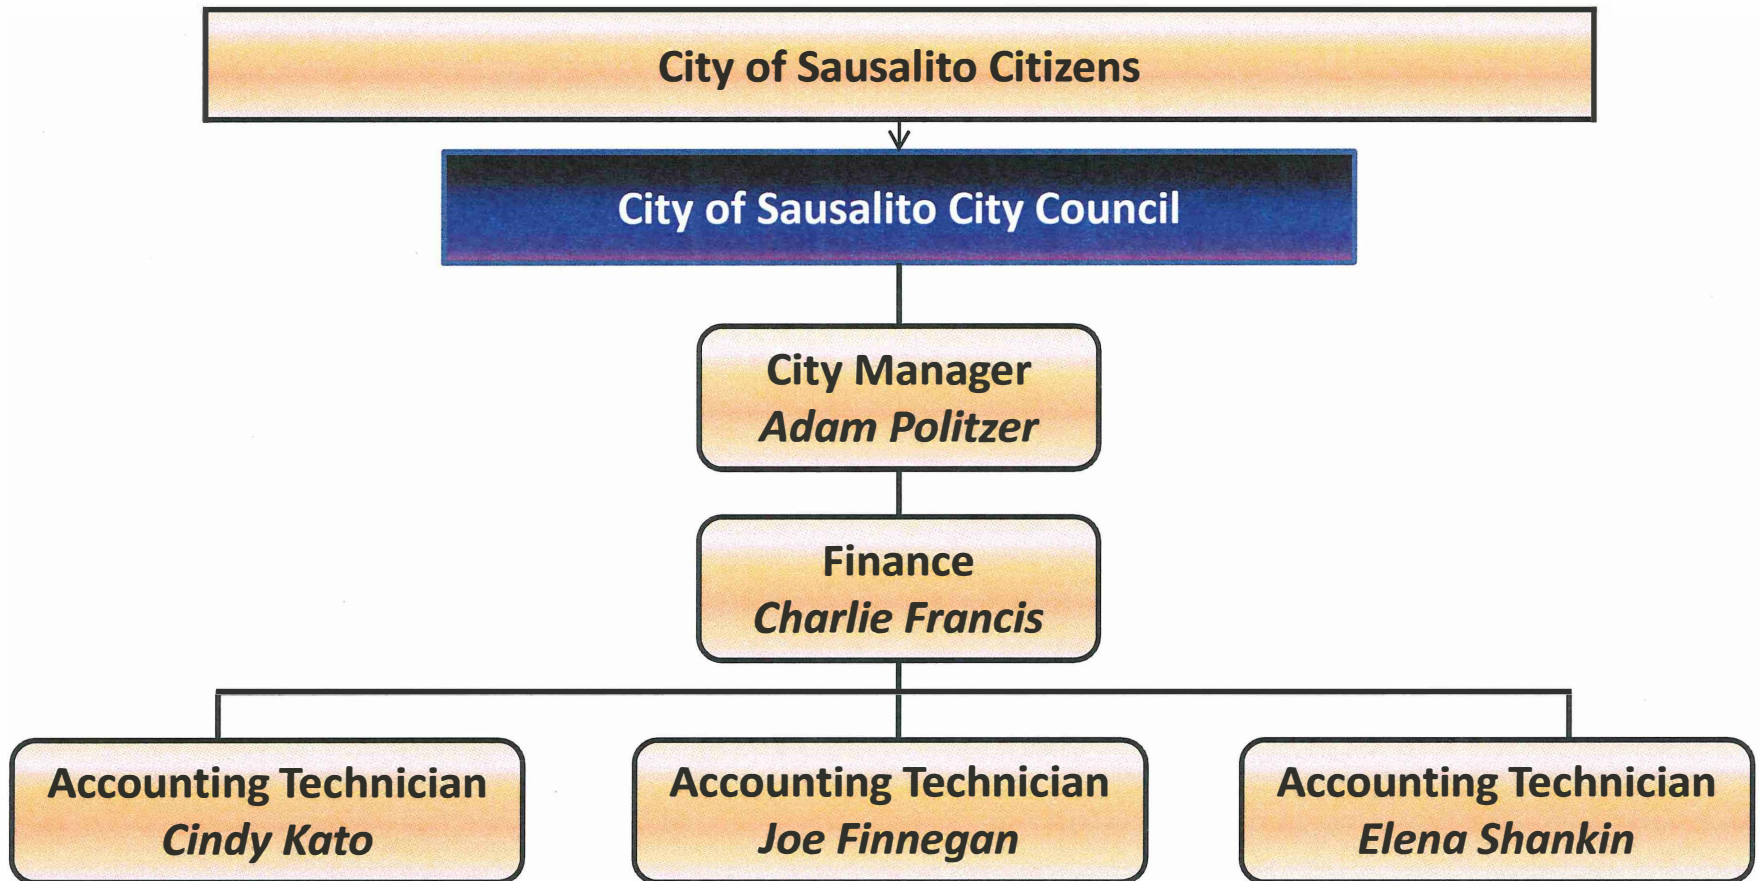 City of Sausalito Citizens
City of Sausalito City Council
City Manager
Adam Politzer
Finance
Charlie Francis
Accounting Technician
Cindy Kato
Accounting Technician
Joe Finnegan
Accounting Technician
Elena Shankin